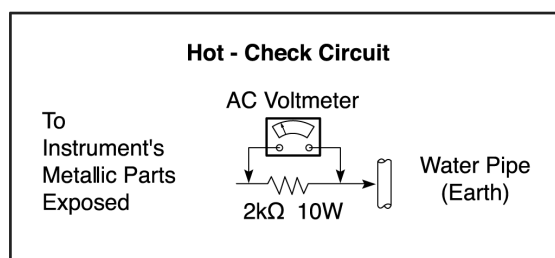 Hot - Check Circuit
AC Voltmeter
To
Instrument's
Metallic Parts
Exposed
Water Pipe
(Earth)
2kΩ 10W